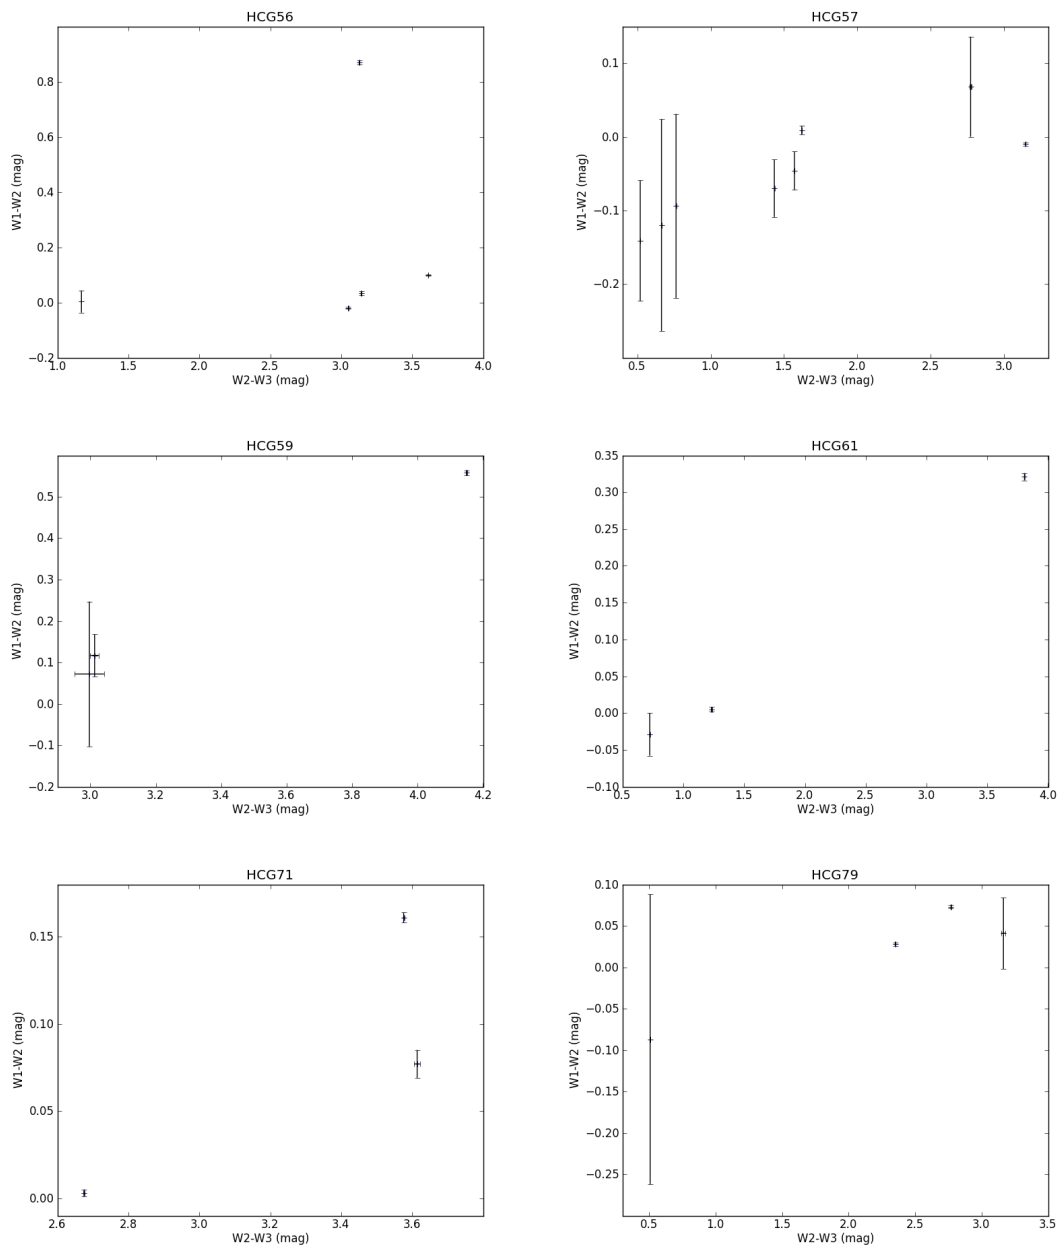 HCG56
W1-W2 (mag)
0.8
0.6
0.4
0.2
0.0
−0.2
1.0 1.5 2.0 2.5 3.0 3.5 4.0
W2-W3 (mag)
HCG57
W1-W2 (mag)
0.1
0.0
−0.1
−0.2
0.5 1.0 1.5 2.0 2.5 3.0
W2-W3 (mag)
HCG59
W1-W2 (mag)
0.5
0.4
0.3
0.2
0.1
0.0
−0.1
−0.2
3.0 3.2 3.4 3.6 3.8 4.0 4.2
W2-W3 (mag)
HCG61
W1-W2 (mag)
0.35
0.30
0.25
0.20
0.15
0.10
0.05
0.00
−0.05
−0.10
0.5 1.0 1.5 2.0 2.5 3.0 3.5 4.0
W2-W3 (mag)
HCG71
W1-W2 (mag)
0.15
0.10
0.05
0.00
2.6 2.8 3.0 3.2 3.4 3.6
W2-W3 (mag)
HCG79
W1-W2 (mag)
0.10
0.05
0.00
−0.05
−0.10
−0.15
−0.20
−0.25
0.5 1.0 1.5 2.0 2.5 3.0 3.5
W2-W3 (mag)